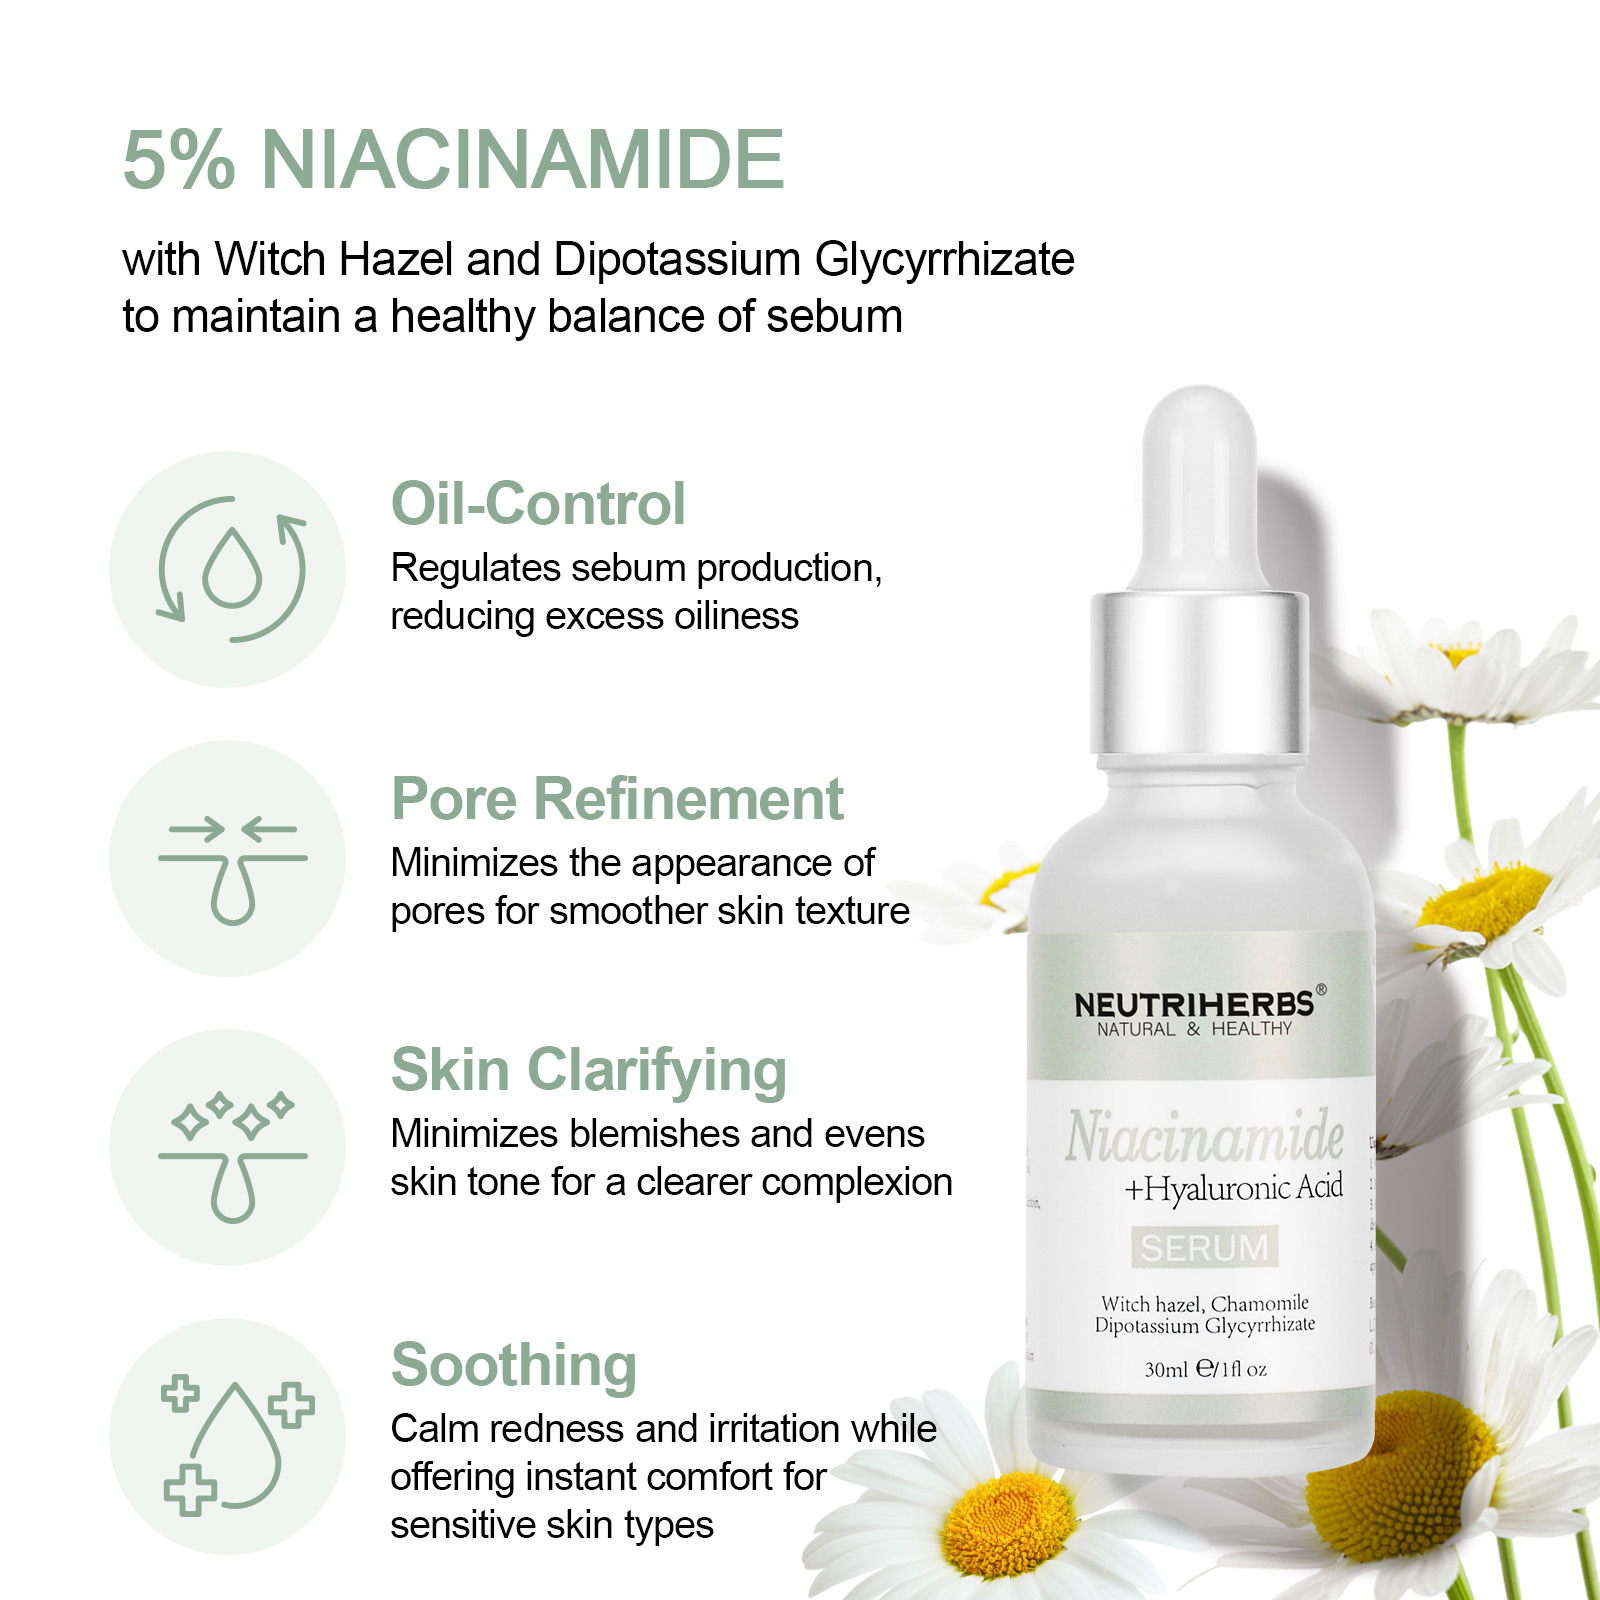 5% NIACINAMIDE
with Witch Hazel and Dipotassium Glycyrrhizate
to maintain a healthy balance of sebum
Oil-Control
Regulates sebum production,
reducing excess oiliness
Pore Refinement
Minimizes the appearance of
pores for smoother skin texture
Skin Clarifying
Minimizes blemishes and evens
skin tone for a clearer complexion
Soothing
Calm redness and irritation while
offering instant comfort for
sensitive skin types
NEUTRIHERBS®
NATURAL & HEALTHY
Niacinamide
+Hyaluronic Acid
SERUM
Witch hazel, Chamomile
Dipotassium Glycyrrhizate
30ml ℮/1fl oz